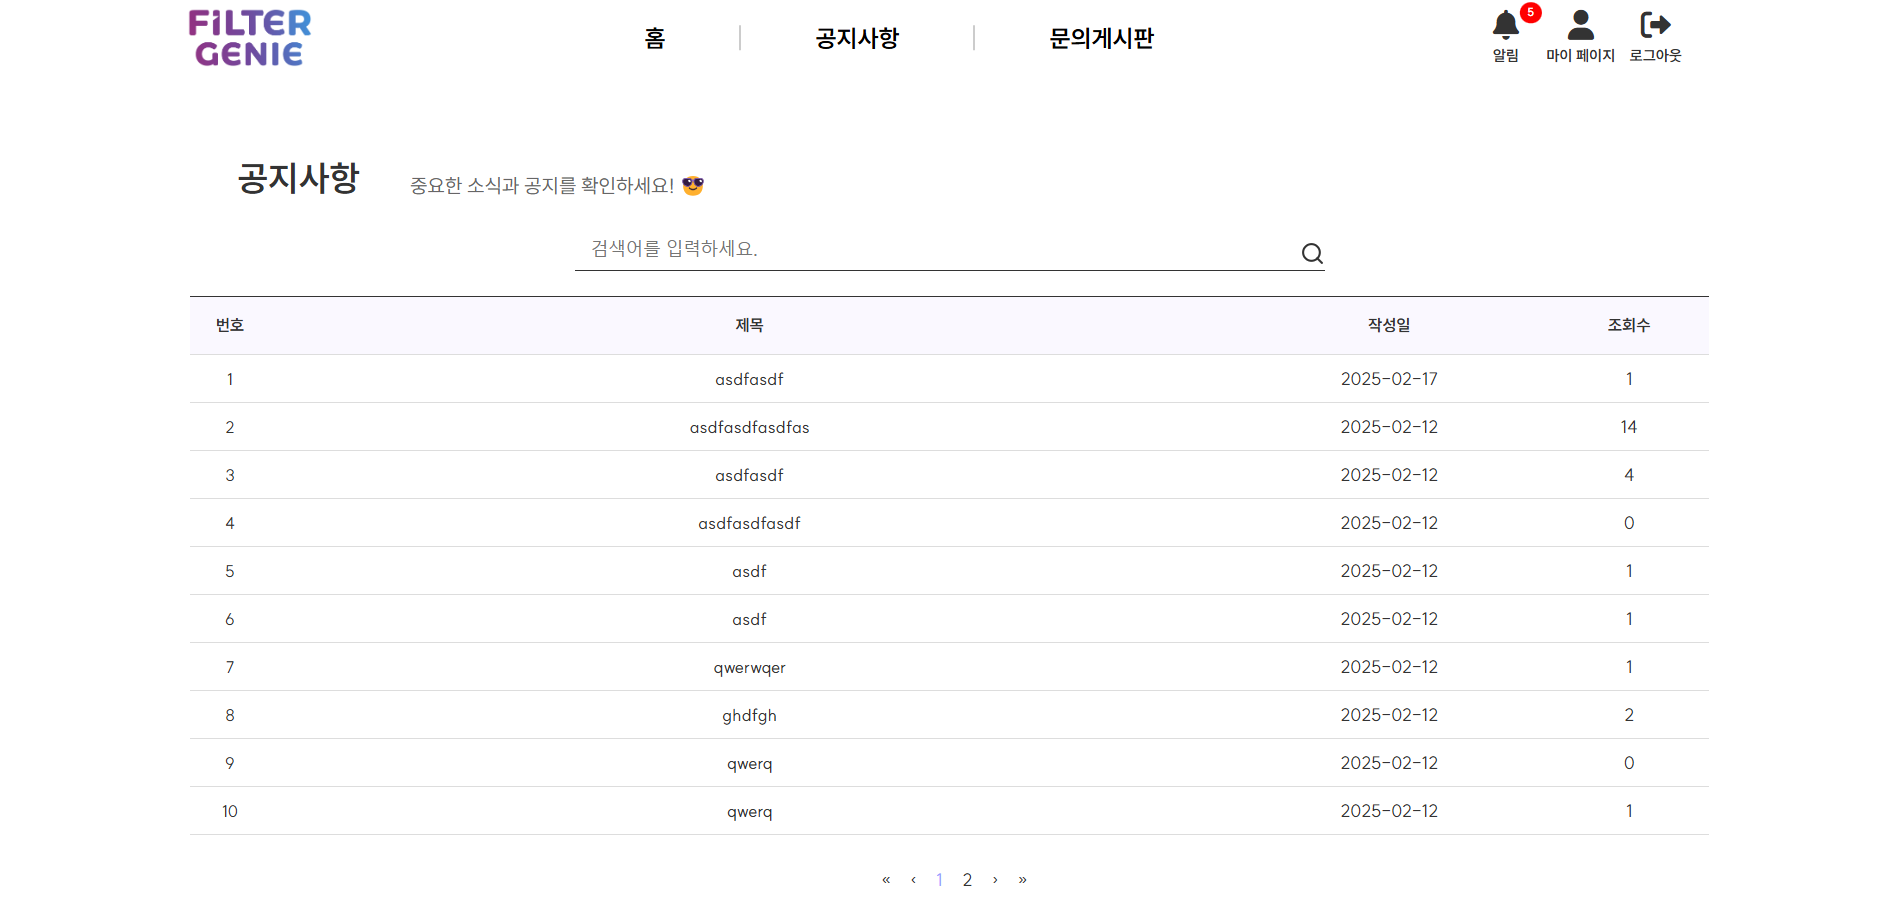 FILTER
GENIE
홈
공지사항
문의게시판
5
알림
마이 페이지
로그아웃
공지사항
중요한 소식과 공지를 확인하세요! 😎
검색어를 입력하세요.
번호 제목 작성일 조회수
1 asdfasdf 2025-02-17 1
2 asdfasdfasdfas 2025-02-12 14
3 asdfasdf 2025-02-12 4
4 asdfasdfasdf 2025-02-12 0
5 asdf 2025-02-12 1
6 asdf 2025-02-12 1
7 qwerwqer 2025-02-12 1
8 ghdfgh 2025-02-12 2
9 qwerq 2025-02-12 0
10 qwerq 2025-02-12 1
« ‹ 1 2 › »